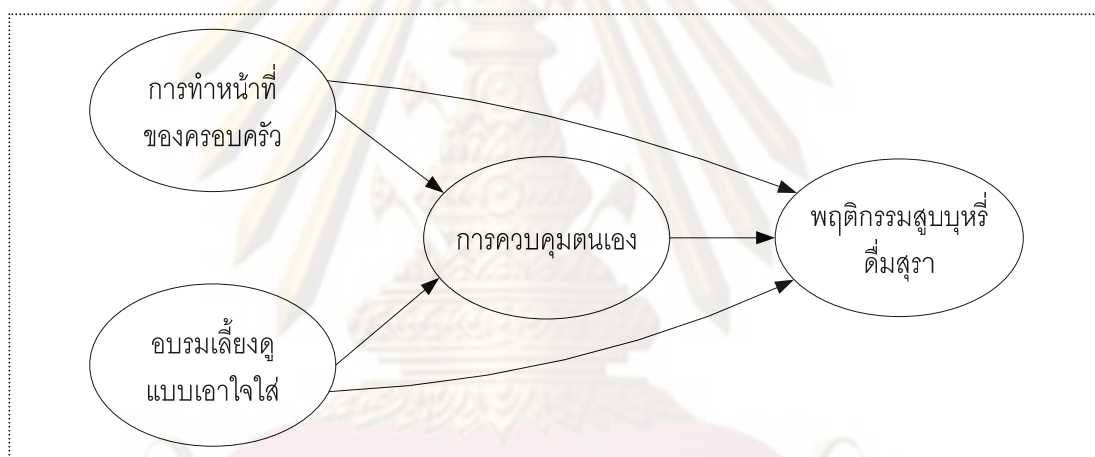 การทำหน้าที่
ของครอบครัว
การควบคุมตนเอง
พฤติกรรมสูบบุหรี่
ดื่มสุรา
อบรมเลี้ยงดู
แบบเอาใจใส่